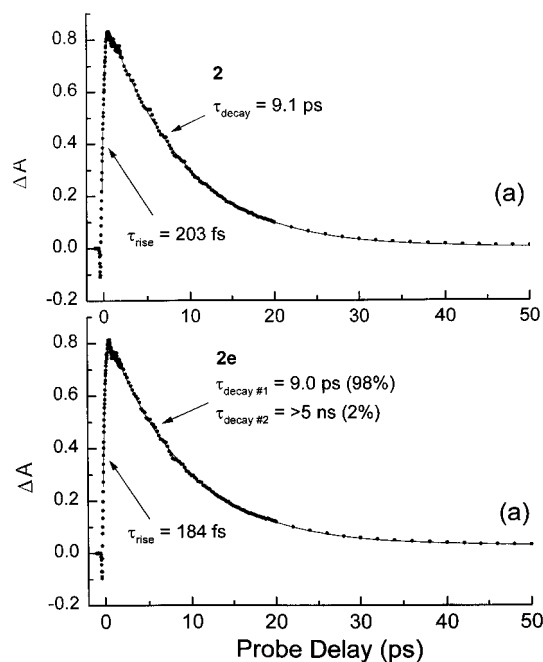 0.8
0.6
0.4
0.2
0.0
-0.2
ΔA
2
τdecay = 9.1 ps
(a)
τrise = 203 fs
0 10 20 30 40 50
0.8
0.6
0.4
0.2
0.0
-0.2
ΔA
2e
τdecay #1 = 9.0 ps (98%)
τdecay #2 = >5 ns (2%)
(a)
τrise = 184 fs
0 10 20 30 40 50
Probe Delay (ps)